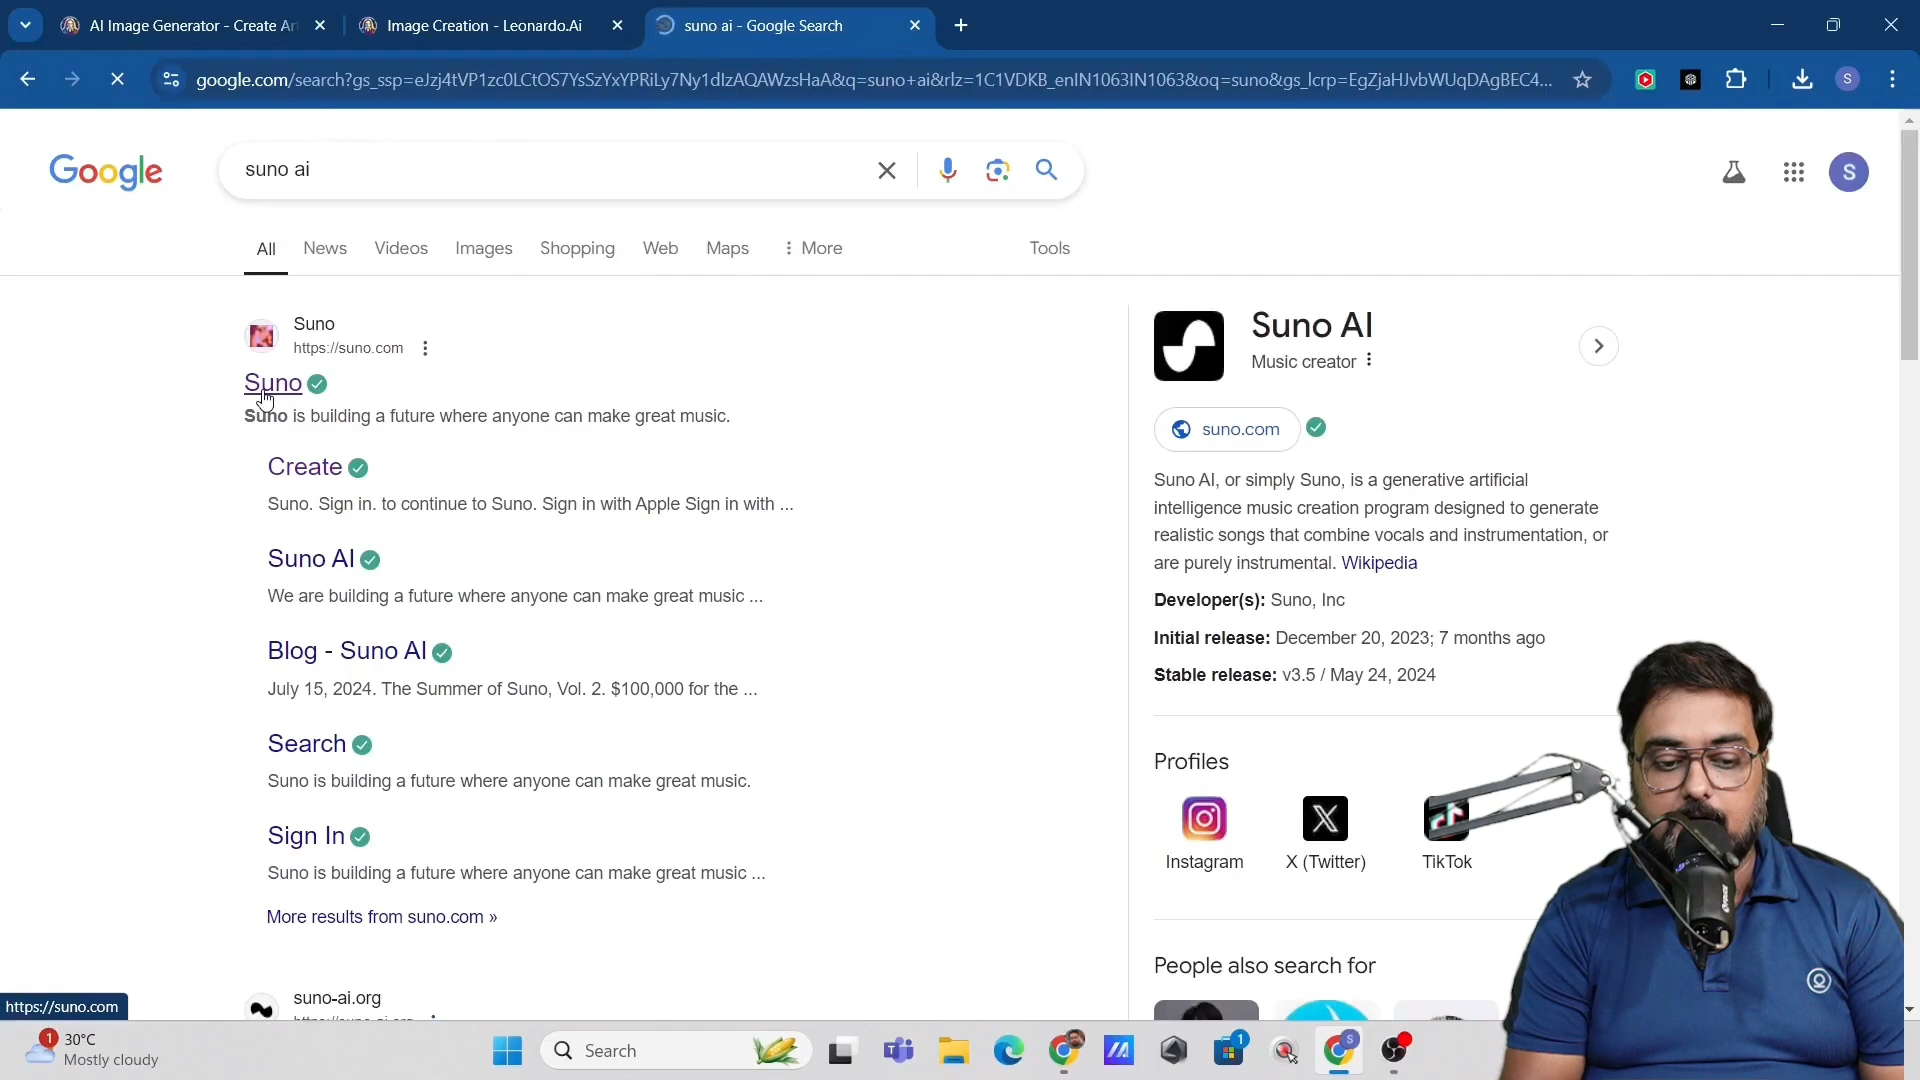 AI Image Generator - Create Ar
Image Creation - Leonardo.Ai
suno ai - Google Search
google.com/search?gs_ssp=eJzj4tVP1zc0LCtOS7YsSzYxYPRiLy7Ny1dIzAQAWzsHaA&q=suno+ai&rlz=1C1VDKB_enIN1063IN1063&oq=suno&gs_lcrp=EgZjaHJvbWUqDAgBEC4...
S
Google
suno ai
S
All
News
Videos
Images
Shopping
Web
Maps
More
Tools
Suno
https://suno.com
Suno
Suno is building a future where anyone can make great music.
Create
Suno. Sign in. to continue to Suno. Sign in with Apple Sign in with ...
Suno AI
We are building a future where anyone can make great music ...
Blog - Suno AI
July 15, 2024. The Summer of Suno, Vol. 2. $100,000 for the ...
Search
Suno is building a future where anyone can make great music.
Sign In
Suno is building a future where anyone can make great music ...
More results from suno.com »
suno-ai.org
Suno AI
Music creator
suno.com
Suno AI, or simply Suno, is a generative artificial
intelligence music creation program designed to generate
realistic songs that combine vocals and instrumentation, or
are purely instrumental. Wikipedia
Developer(s): Suno, Inc
Initial release: December 20, 2023; 7 months ago
Stable release: v3.5 / May 24, 2024
Profiles
Instagram
X (Twitter)
TikTok
People also search for
https://suno.com
1
30°C
Mostly cloudy
Search
1
S